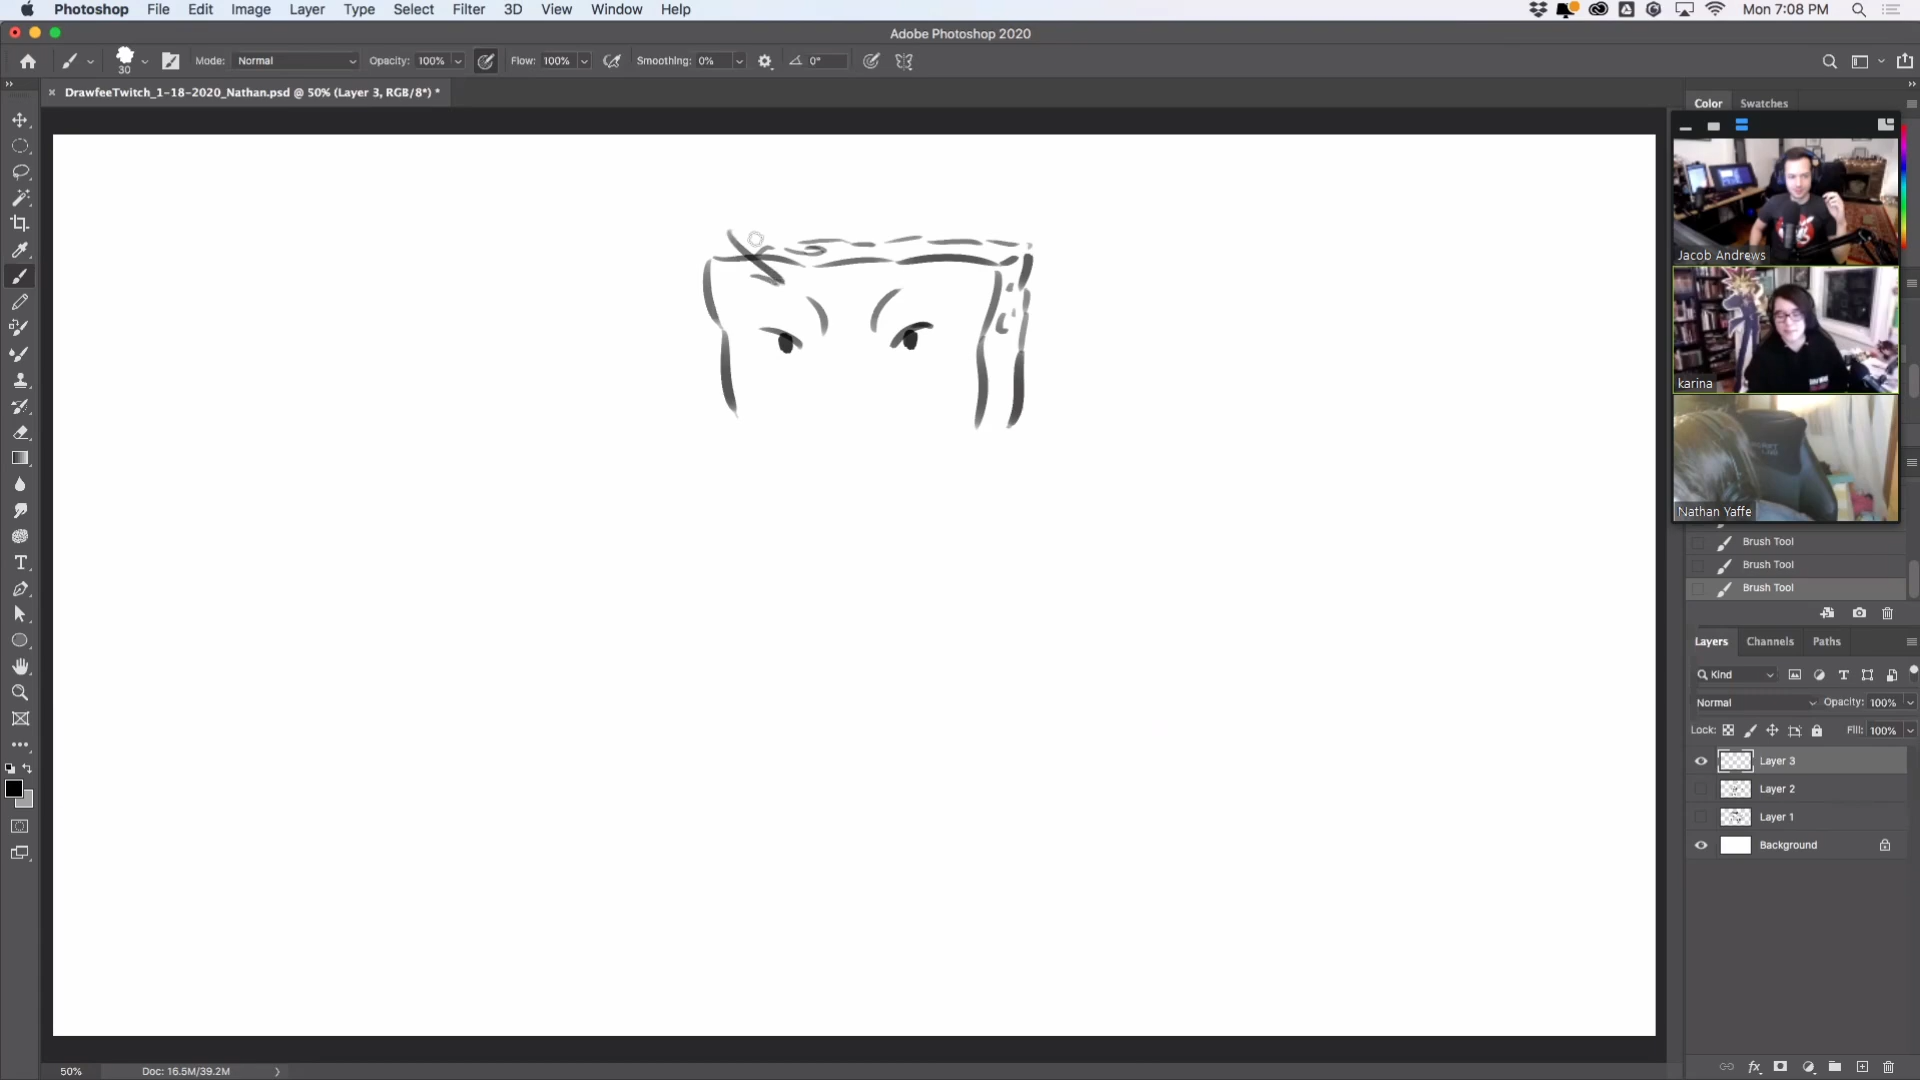 Photoshop File Edit Image Layer Type Select Filter 3D View Window Help
Mon 7:08 PM
Adobe Photoshop 2020
30 Mode: Normal Opacity: 100% Flow: 100% Smoothing: 0% 0°
× DrawfeeTwitch_1-18-2020_Nathan.psd @ 50% (Layer 3, RGB/8*) *
Color Swatches
Jacob Andrews
karina
Nathan Yaffe
Brush Tool
Brush Tool
Brush Tool
Layers Channels Paths
Kind
Normal Opacity: 100%
Lock: Fill: 100%
Layer 3
Layer 2
Layer 1
Background
50% Doc: 16.5M/39.2M